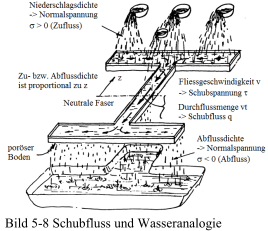 Niederschlagsdichte
-> Normalspannung
σ > 0 (Zufluss)
Zu- bzw. Abflussdichte
ist proportional zu z
z
Neutrale Faser
Fliessgeschwindigkeit v
-> Schubspannung τ
Durchflussmenge vt
-> Schubfluss q
poröser
Boden
Abflussdichte
-> Normalspannung
σ < 0 (Abfluss)
Bild 5-8 Schubfluss und Wasseranalogie